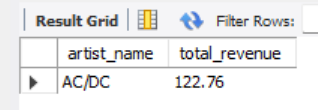 Result Grid Filter Rows:
artist_name total_revenue
AC/DC 122.76